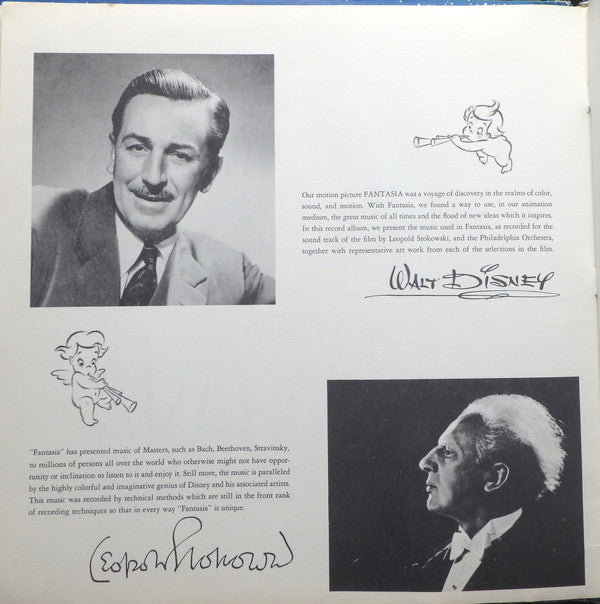 Our motion picture FANTASIA was a voyage of discovery in the realms of color,
sound, and motion. With Fantasia, we found a way to use, in our animation
medium, the great music of all times and the flood of new ideas which it inspires.
In this record album, we present the music used in Fantasia, as recorded for the
sound track of the film by Leopold Stokowski, and the Philadelphia Orchestra,
together with representative art work from each of the selections in the film.
WALT DISNEY
"Fantasia" has presented music of Masters, such as Bach, Beethoven, Stravinsky,
to millions of persons all over the world who otherwise might not have oppor-
tunity or inclination to listen to it and enjoy it. Still more, the music is paralleled
by the highly colorful and imaginative genius of Disney and his associated artists.
This music was recorded by technical methods which are still in the front rank
of recording techniques so that in every way "Fantasia" is unique.
Leopold Stokowski